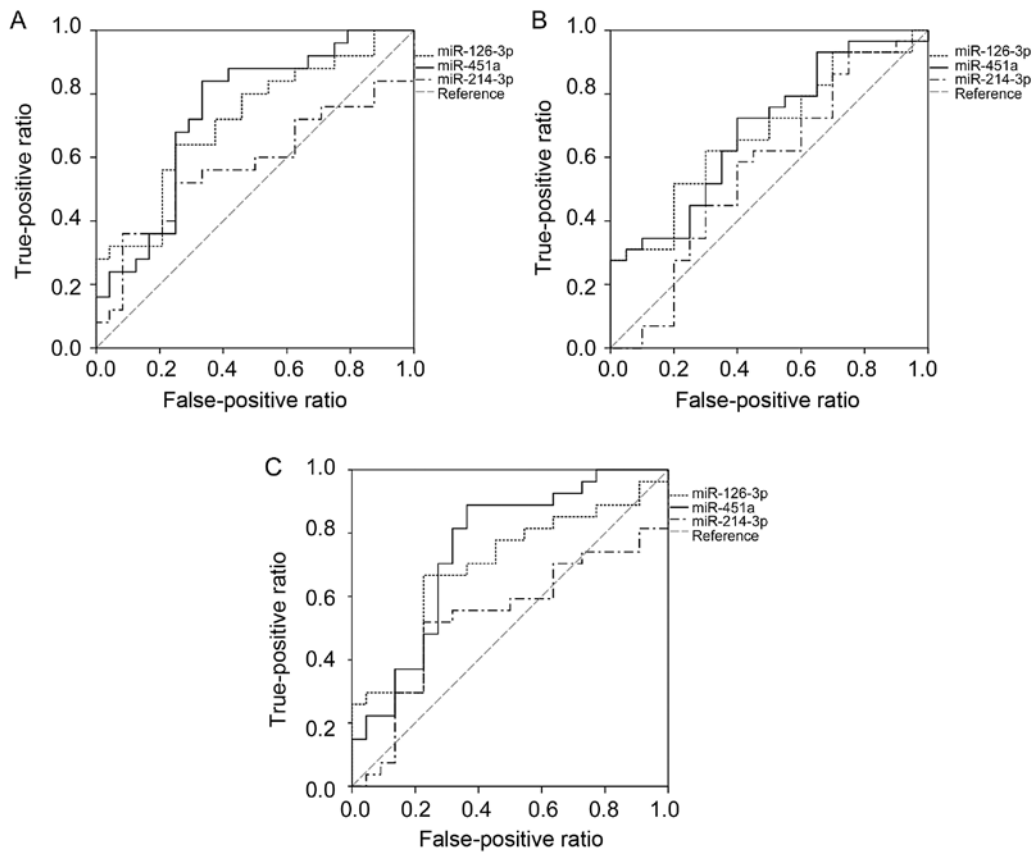 A
True-positive ratio
1.0
0.8
0.6
0.4
0.2
0.0
0.0 0.2 0.4 0.6 0.8 1.0
False-positive ratio
miR-126-3p
miR-451a
miR-214-3p
Reference
B
True-positive ratio
1.0
0.8
0.6
0.4
0.2
0.0
0.0 0.2 0.4 0.6 0.8 1.0
False-positive ratio
miR-126-3p
miR-451a
miR-214-3p
Reference
C
True-positive ratio
1.0
0.8
0.6
0.4
0.2
0.0
0.0 0.2 0.4 0.6 0.8 1.0
False-positive ratio
miR-126-3p
miR-451a
miR-214-3p
Reference